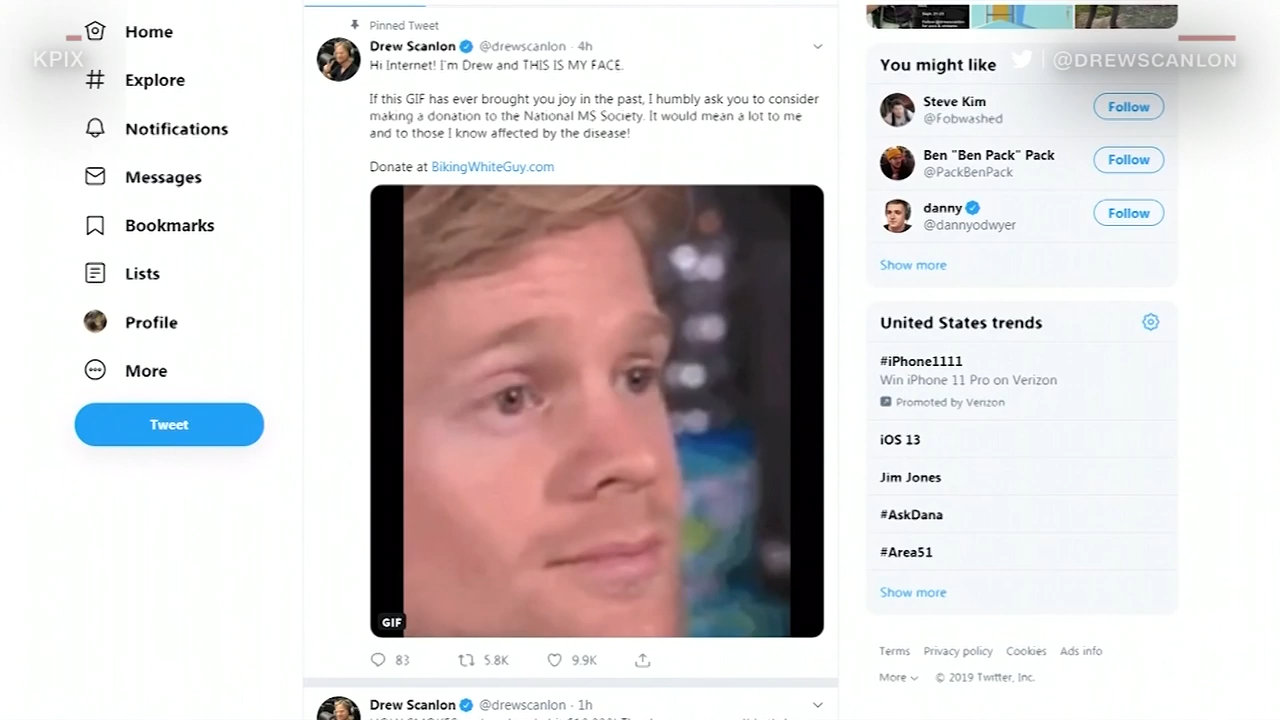 KPIX
@DREWSCANLON
Home
Explore
Notifications
Messages
Bookmarks
Lists
Profile
More
Tweet
Pinned Tweet
Drew Scanlon @drewscanlon · 4h
Hi Internet! I'm Drew and THIS IS MY FACE.
If this GIF has ever brought you joy in the past, I humbly ask you to consider
making a donation to the National MS Society. It would mean a lot to me
and to those I know affected by the disease!
Donate at BikingWhiteGuy.com
GIF
83 5.8K 9.9K
Drew Scanlon @drewscanlon · 1h
You might like
Steve Kim
@Fobwashed
Follow
Ben "Ben Pack" Pack
@PackBenPack
Follow
danny
@dannyodwyer
Follow
Show more
United States trends
#iPhone1111
Win iPhone 11 Pro on Verizon
Promoted by Verizon
iOS 13
Jim Jones
#AskDana
#Area51
Show more
Terms Privacy policy Cookies Ads info
More © 2019 Twitter, Inc.